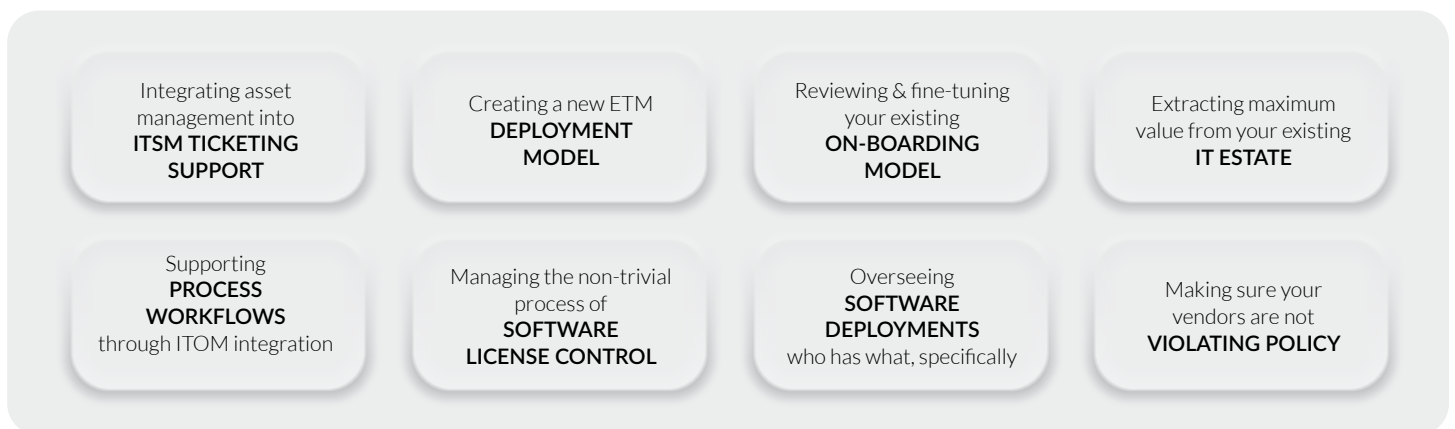 Integrating asset
management into
ITSM TICKETING
SUPPORT
Creating a new ETM
DEPLOYMENT
MODEL
Reviewing & fine-tuning
your existing
ON-BOARDING
MODEL
Extracting maximum
value from your existing
IT ESTATE
Supporting
PROCESS
WORKFLOWS
through ITOM integration
Managing the non-trivial
process of
SOFTWARE
LICENSE CONTROL
Overseeing
SOFTWARE
DEPLOYMENTS
who has what, specifically
Making sure your
vendors are not
VIOLATING POLICY